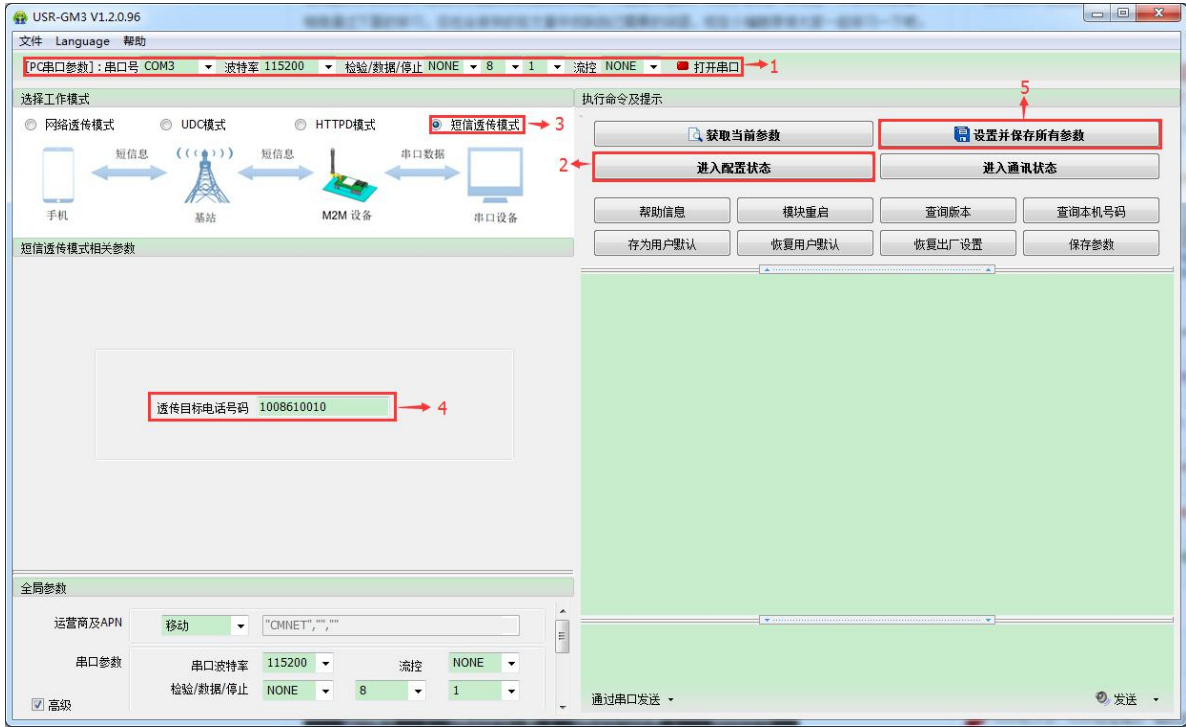 USR-GM3 V1.2.0.96
文件 Language 帮助
[PC串口参数]:串口号 COM3 波特率 115200 检验/数据/停止 NONE 8 1 流控 NONE 打开串口 1
选择工作模式
网络透传模式 UDC模式 HTTPD模式 短信透传模式 3
短信息 短信息 串口数据
手机 基站 M2M 设备 串口设备
短信透传模式相关参数
透传目标电话号码 1008610010 4
全局参数
运营商及APN 移动 "CMNET","",""
串口参数 串口波特率 115200 流控 NONE
检验/数据/停止 NONE 8 1
高级
执行命令及提示
5
获取当前参数 设置并保存所有参数
2 进入配置状态 进入通讯状态
帮助信息 模块重启 查询版本 查询本机号码
存为用户默认 恢复用户默认 恢复出厂设置 保存参数
通过串口发送 发送